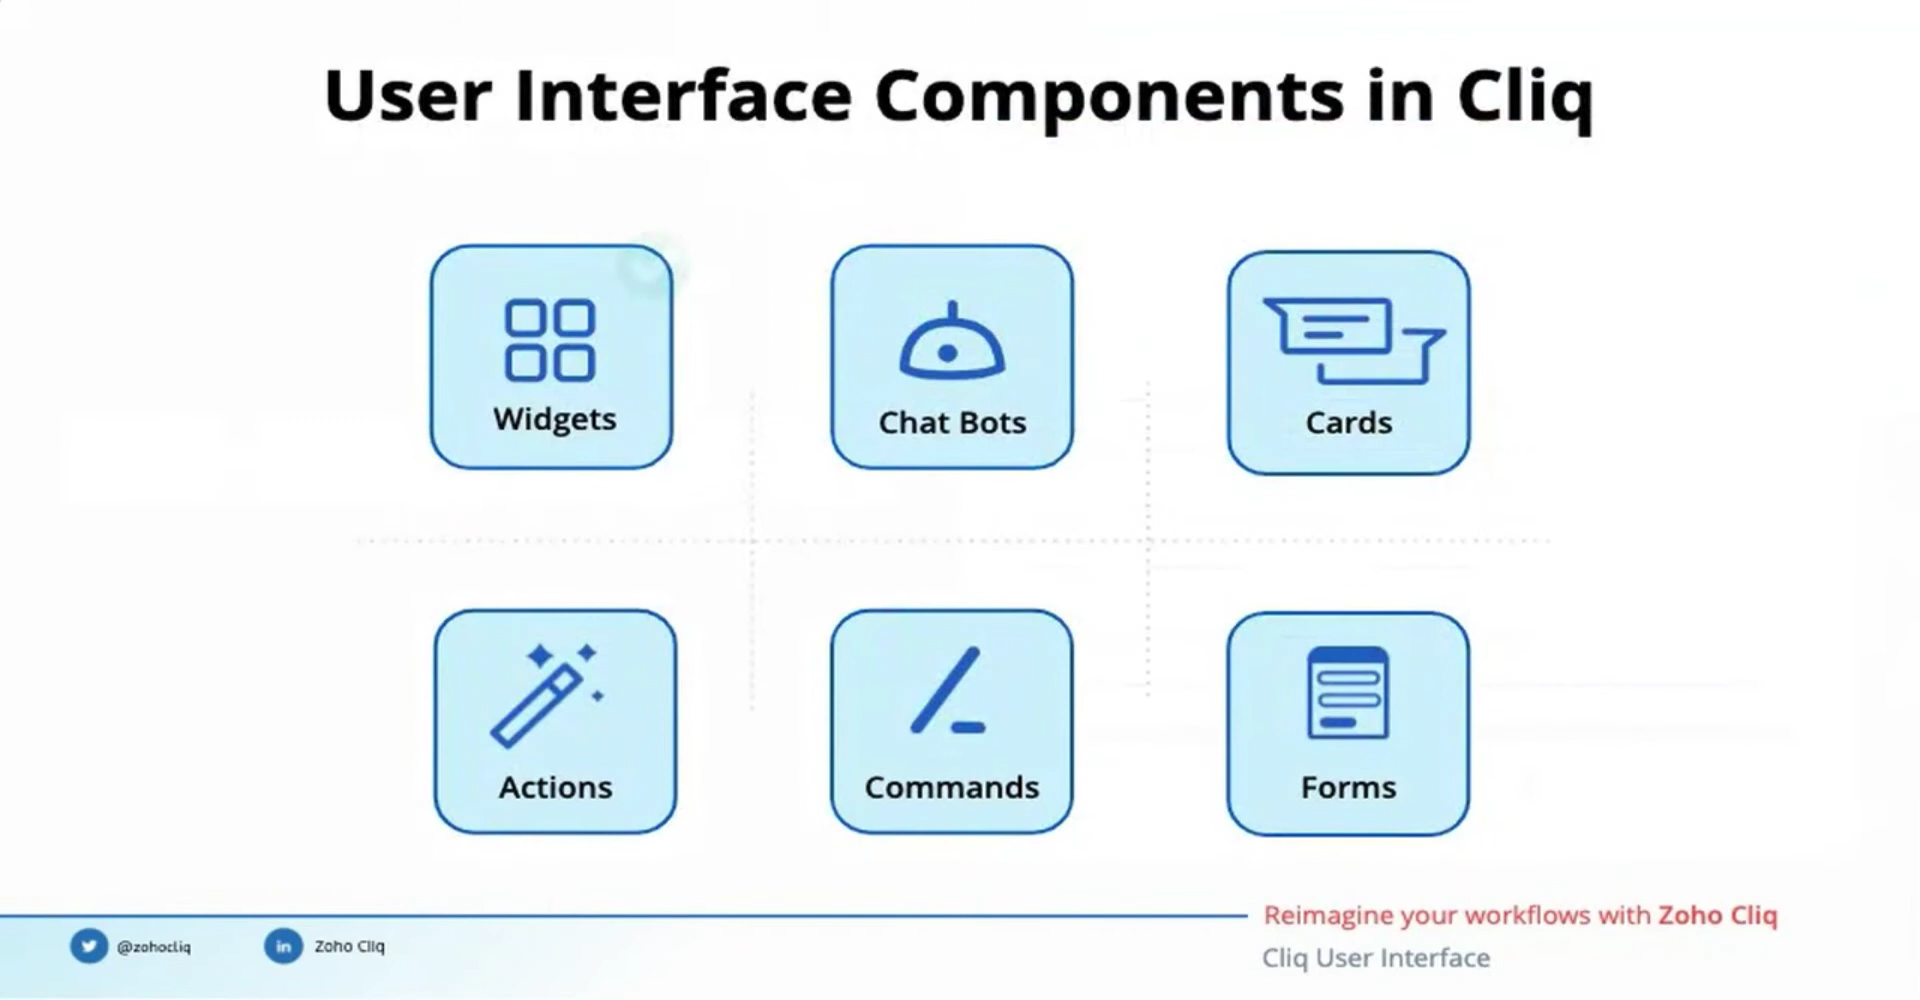 User Interface Components in Cliq
Widgets
Chat Bots
Cards
Actions
Commands
Forms
Reimagine your workflows with Zoho Cliq
@zohocliq
in
Zoho Cliq
Cliq User Interface